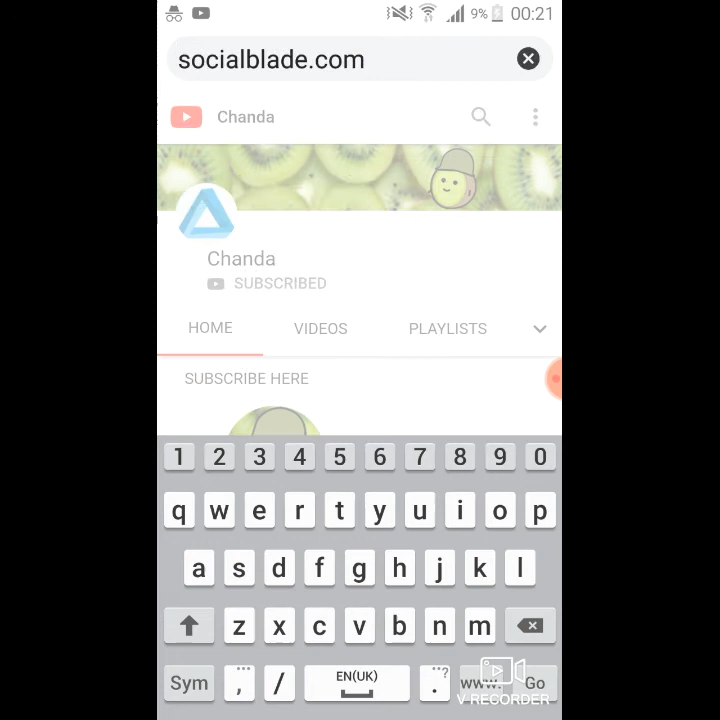 9% 00:21
socialblade.com
Chanda
Chanda
SUBSCRIBED
HOME VIDEOS PLAYLISTS
SUBSCRIBE HERE
1 2 3 4 5 6 7 8 9 0
q w e r t y u i o p
a s d f g h j k l
z x c v b n m
Sym , / EN(UK) . www. Go
V RECORDER